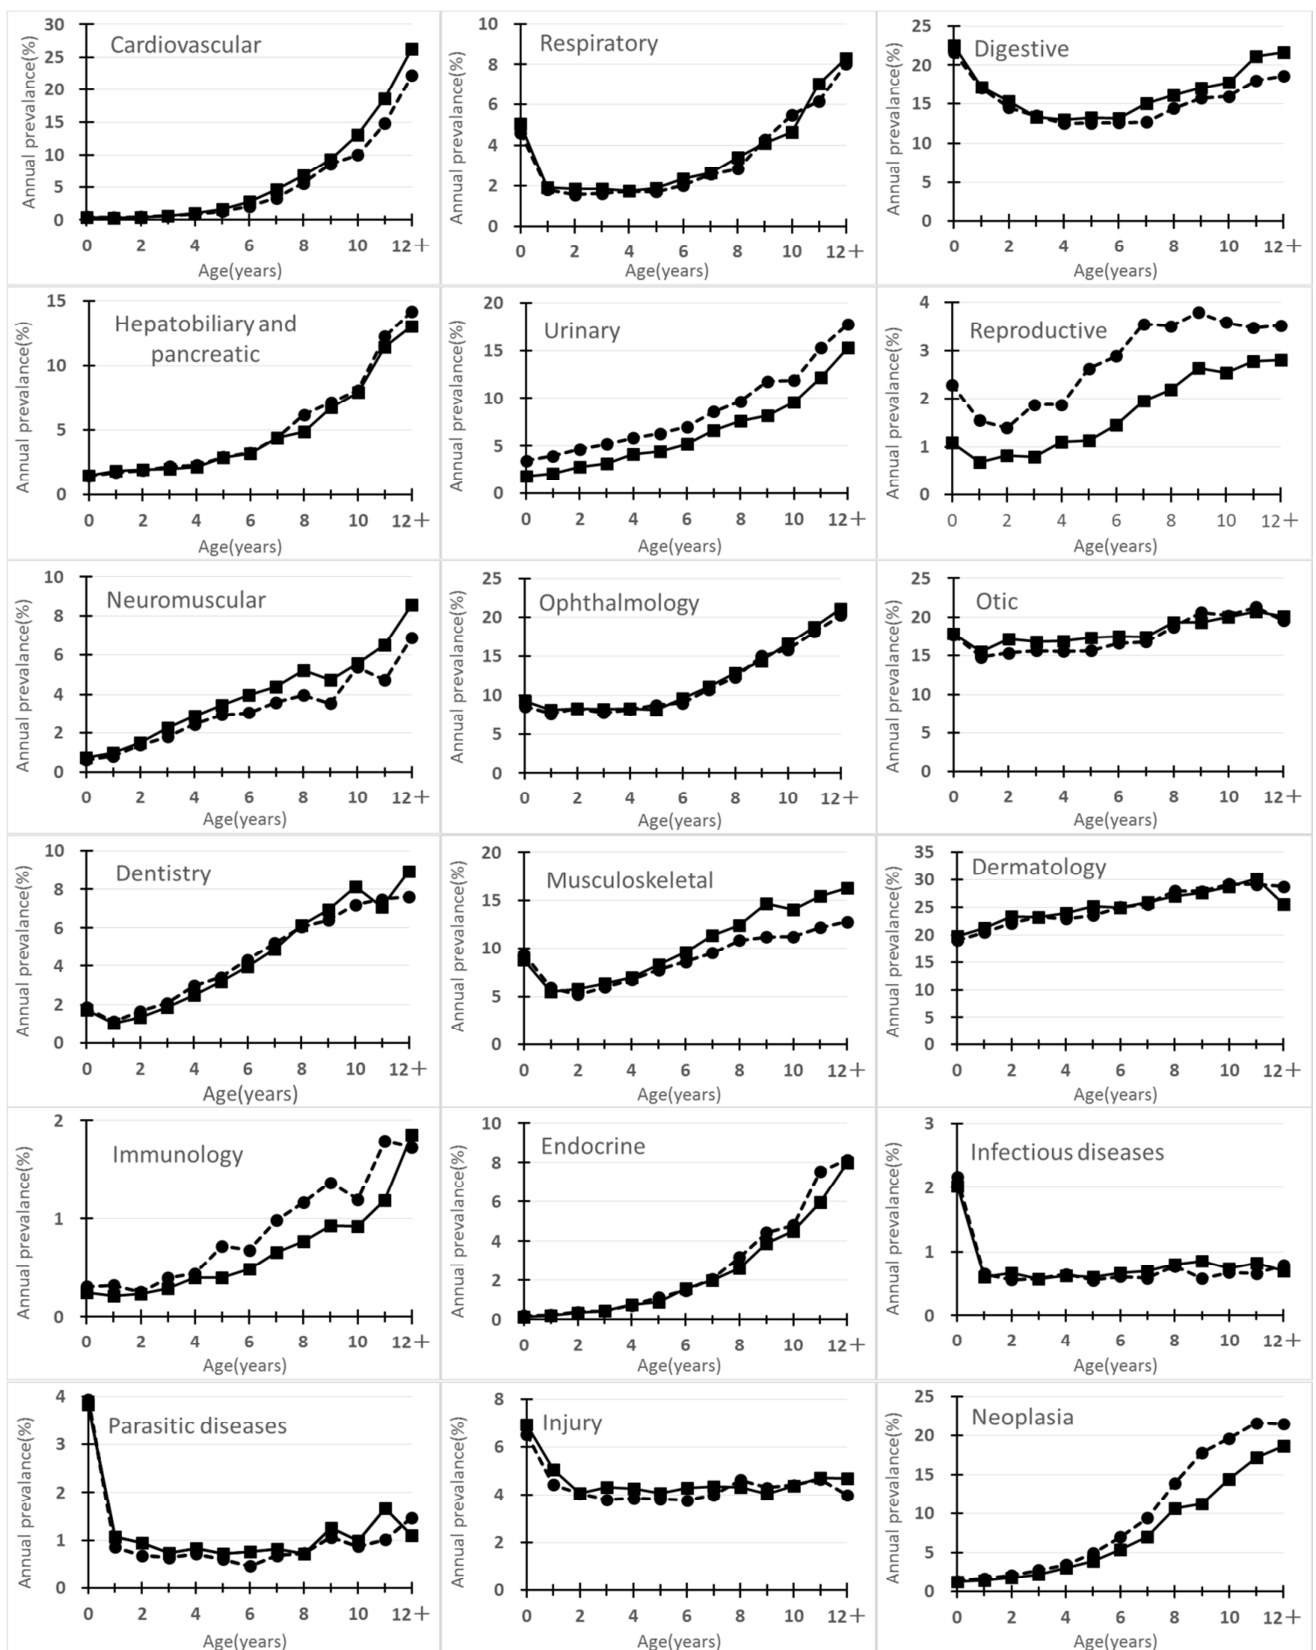 Cardiovascular
Annual prevalance(%)
30
25
20
15
10
5
0
0 2 4 6 8 10 12+
Age(years)
Respiratory
Annual prevalance(%)
10
8
6
4
2
0
0 2 4 6 8 10 12+
Age(years)
Digestive
Annual prevalance(%)
25
20
15
10
5
0
0 2 4 6 8 10 12+
Age(years)
Hepatobiliary and
pancreatic
Annual prevalance(%)
15
10
5
0
0 2 4 6 8 10 12+
Age(years)
Urinary
Annual prevalance(%)
20
15
10
5
0
0 2 4 6 8 10 12+
Age(years)
Reproductive
Annual prevalance(%)
4
3
2
1
0
0 2 4 6 8 10 12+
Age(years)
Neuromuscular
Annual prevalance(%)
10
8
6
4
2
0
0 2 4 6 8 10 12+
Age(years)
Ophthalmology
Annual prevalance(%)
25
20
15
10
5
0
0 2 4 6 8 10 12+
Age(years)
Otic
Annual prevalance(%)
25
20
15
10
5
0
0 2 4 6 8 10 12+
Age(years)
Dentistry
Annual prevalance(%)
10
8
6
4
2
0
0 2 4 6 8 10 12+
Age(years)
Musculoskeletal
Annual prevalance(%)
20
15
10
5
0
0 2 4 6 8 10 12+
Age(years)
Dermatology
Annual prevalance(%)
35
30
25
20
15
10
5
0
0 2 4 6 8 10 12+
Age(years)
Immunology
Annual prevalance(%)
2
1
0
0 2 4 6 8 10 12+
Age(years)
Endocrine
Annual prevalance(%)
10
8
6
4
2
0
0 2 4 6 8 10 12+
Age(years)
Infectious diseases
Annual prevalance(%)
3
2
1
0
0 2 4 6 8 10 12+
Age(years)
Parasitic diseases
Annual prevalance(%)
4
3
2
1
0
0 2 4 6 8 10 12+
Age(years)
Injury
Annual prevalance(%)
8
6
4
2
0
0 2 4 6 8 10 12+
Age(years)
Neoplasia
Annual prevalance(%)
25
20
15
10
5
0
0 2 4 6 8 10 12+
Age(years)